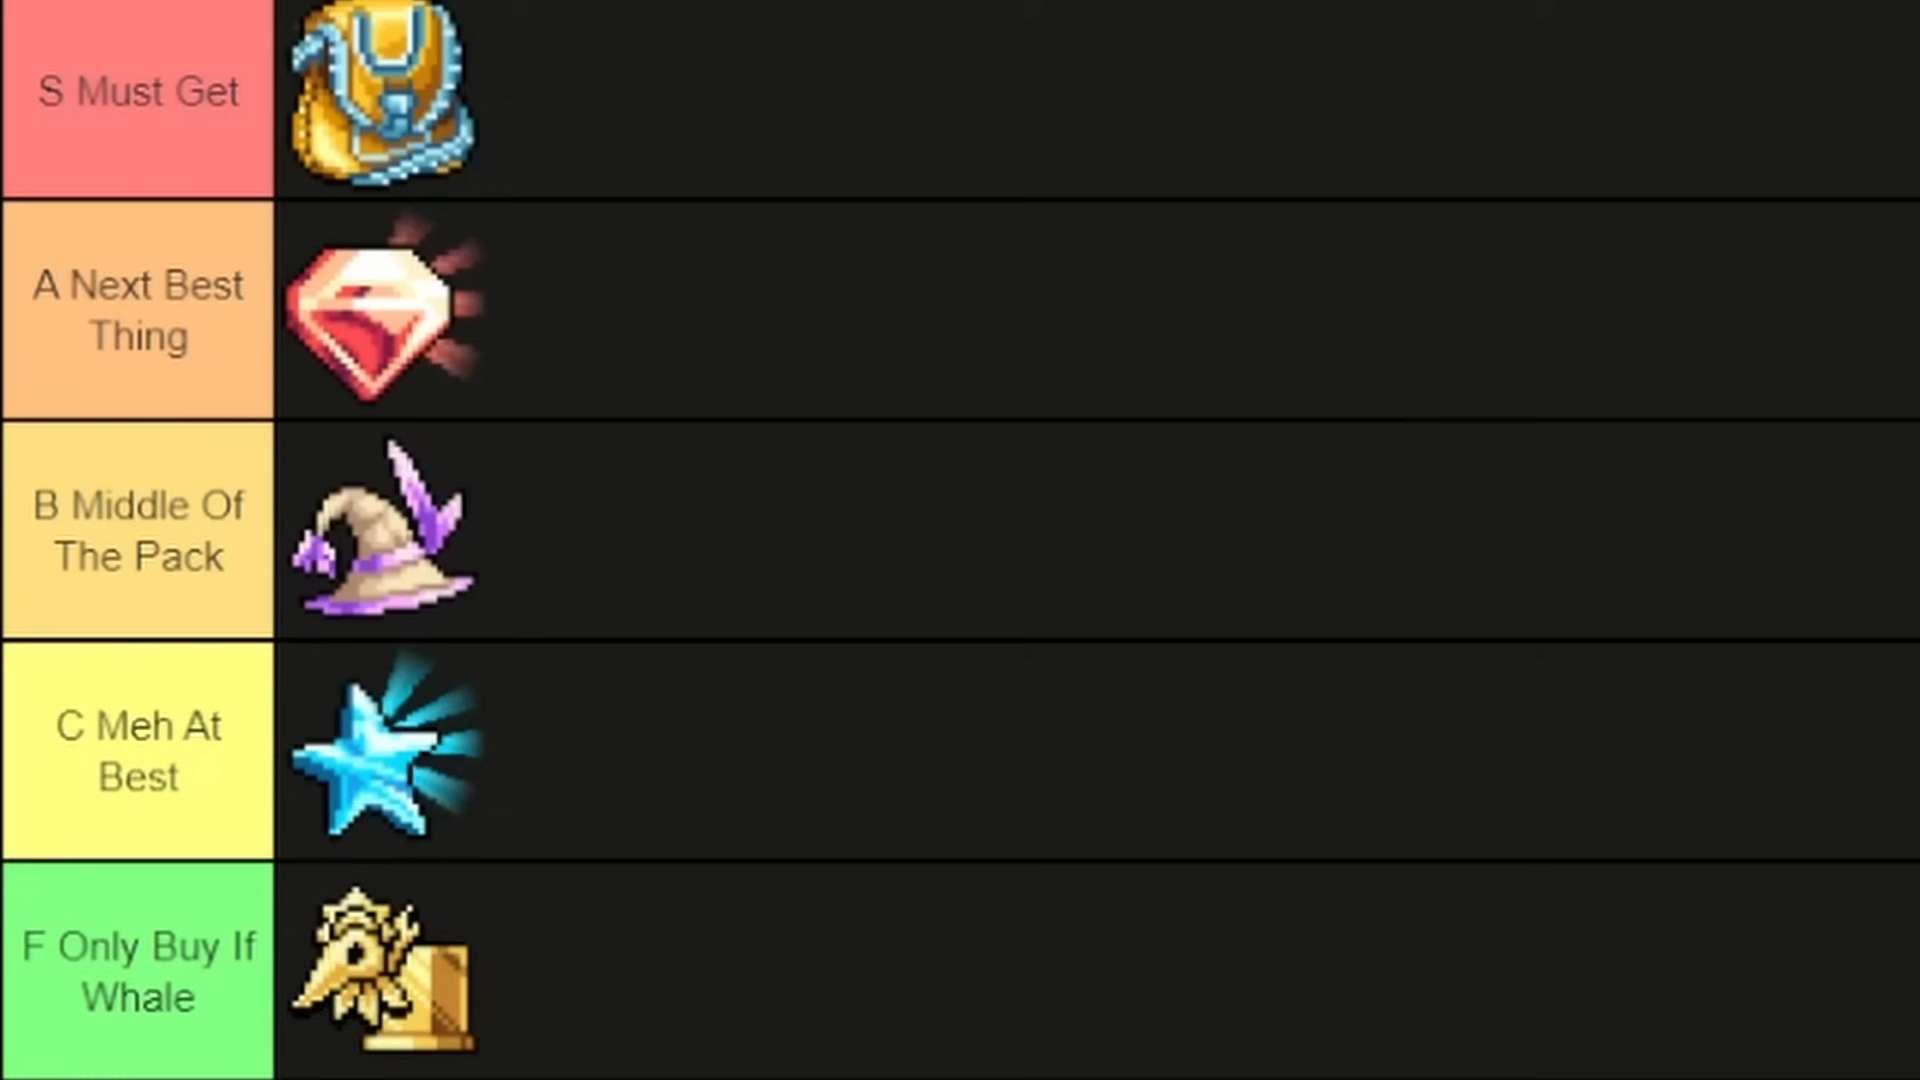 S Must Get
A Next Best
Thing
B Middle Of
The Pack
C Meh At
Best
F Only Buy If
Whale